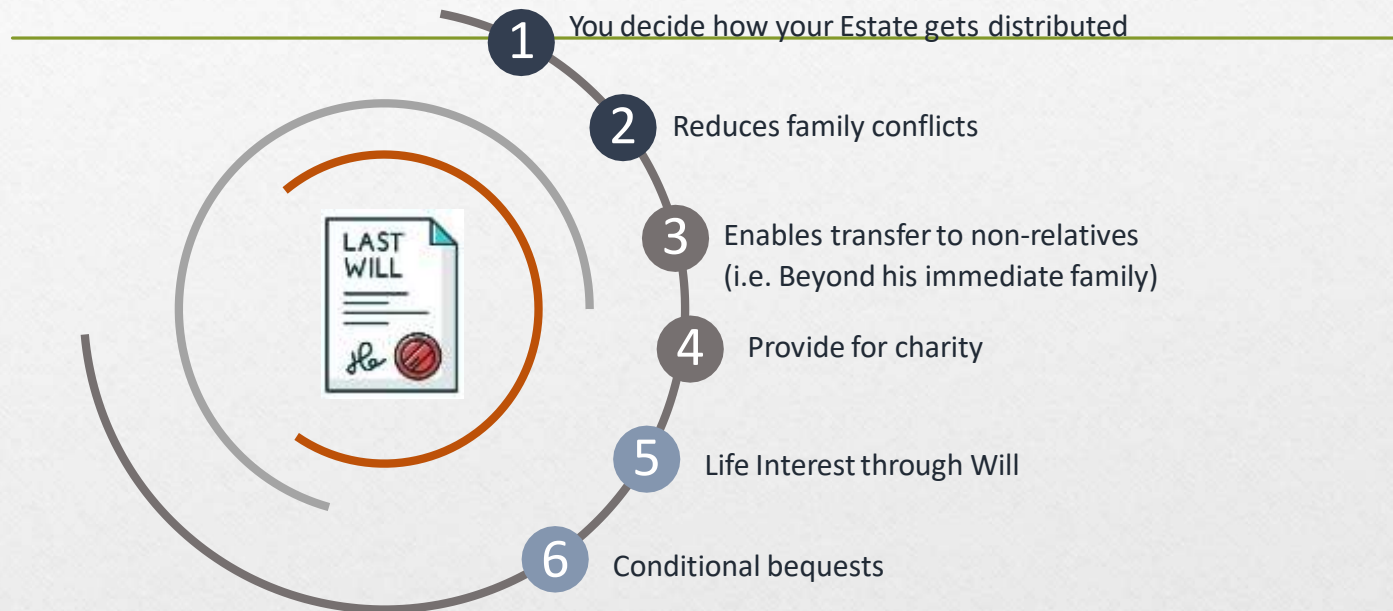 1 You decide how your Estate gets distributed
2 Reduces family conflicts
3 Enables transfer to non-relatives
(i.e. Beyond his immediate family)
LAST
WILL
4 Provide for charity
5 Life Interest through Will
6 Conditional bequests